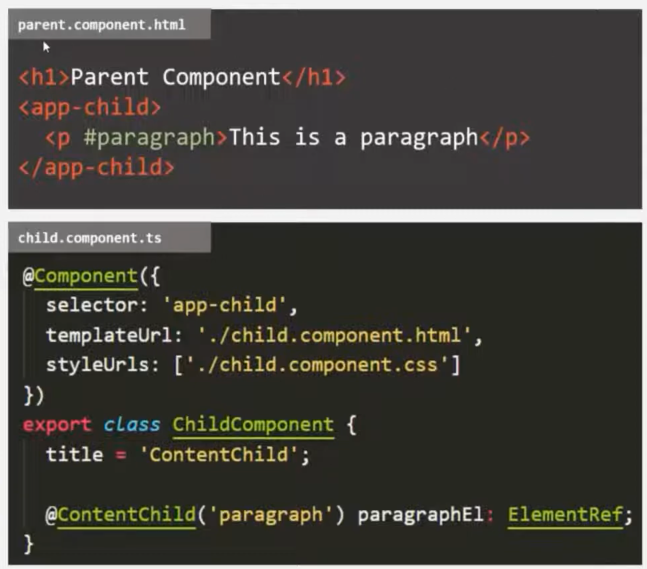 parent.component.html
<h1>Parent Component</h1>
<app-child>
  <p #paragraph>This is a paragraph</p>
</app-child>
child.component.ts
@Component({
  selector: 'app-child',
  templateUrl: './child.component.html',
  styleUrls: ['./child.component.css']
})
export class ChildComponent {
  title = 'ContentChild';
  @ContentChild('paragraph') paragraphEl: ElementRef;
}